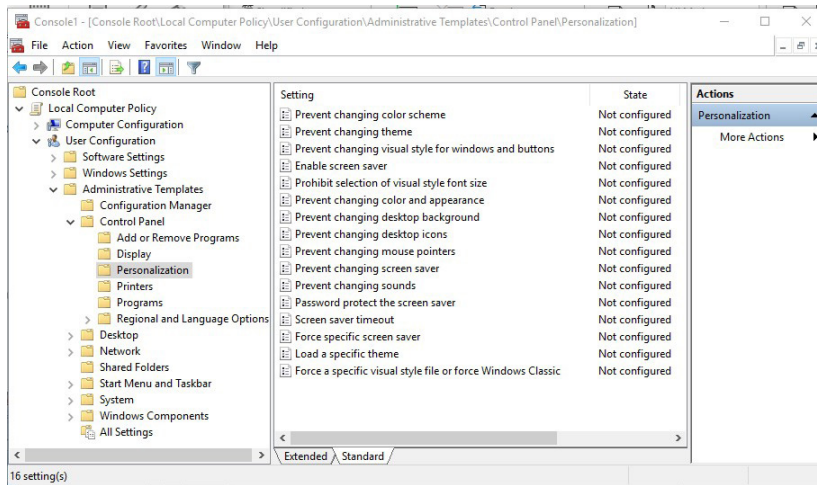 Console1 - [Console Root\Local Computer Policy\User Configuration\Administrative Templates\Control Panel\Personalization]
File Action View Favorites Window Help
Console Root
Local Computer Policy
Computer Configuration
User Configuration
Software Settings
Windows Settings
Administrative Templates
Configuration Manager
Control Panel
Add or Remove Programs
Display
Personalization
Printers
Programs
Regional and Language Options
Desktop
Network
Shared Folders
Start Menu and Taskbar
System
Windows Components
All Settings
Setting State
Prevent changing color scheme Not configured
Prevent changing theme Not configured
Prevent changing visual style for windows and buttons Not configured
Enable screen saver Not configured
Prohibit selection of visual style font size Not configured
Prevent changing color and appearance Not configured
Prevent changing desktop background Not configured
Prevent changing desktop icons Not configured
Prevent changing mouse pointers Not configured
Prevent changing screen saver Not configured
Prevent changing sounds Not configured
Password protect the screen saver Not configured
Screen saver timeout Not configured
Force specific screen saver Not configured
Load a specific theme Not configured
Force a specific visual style file or force Windows Classic Not configured
Extended Standard
Actions
Personalization
More Actions
16 setting(s)